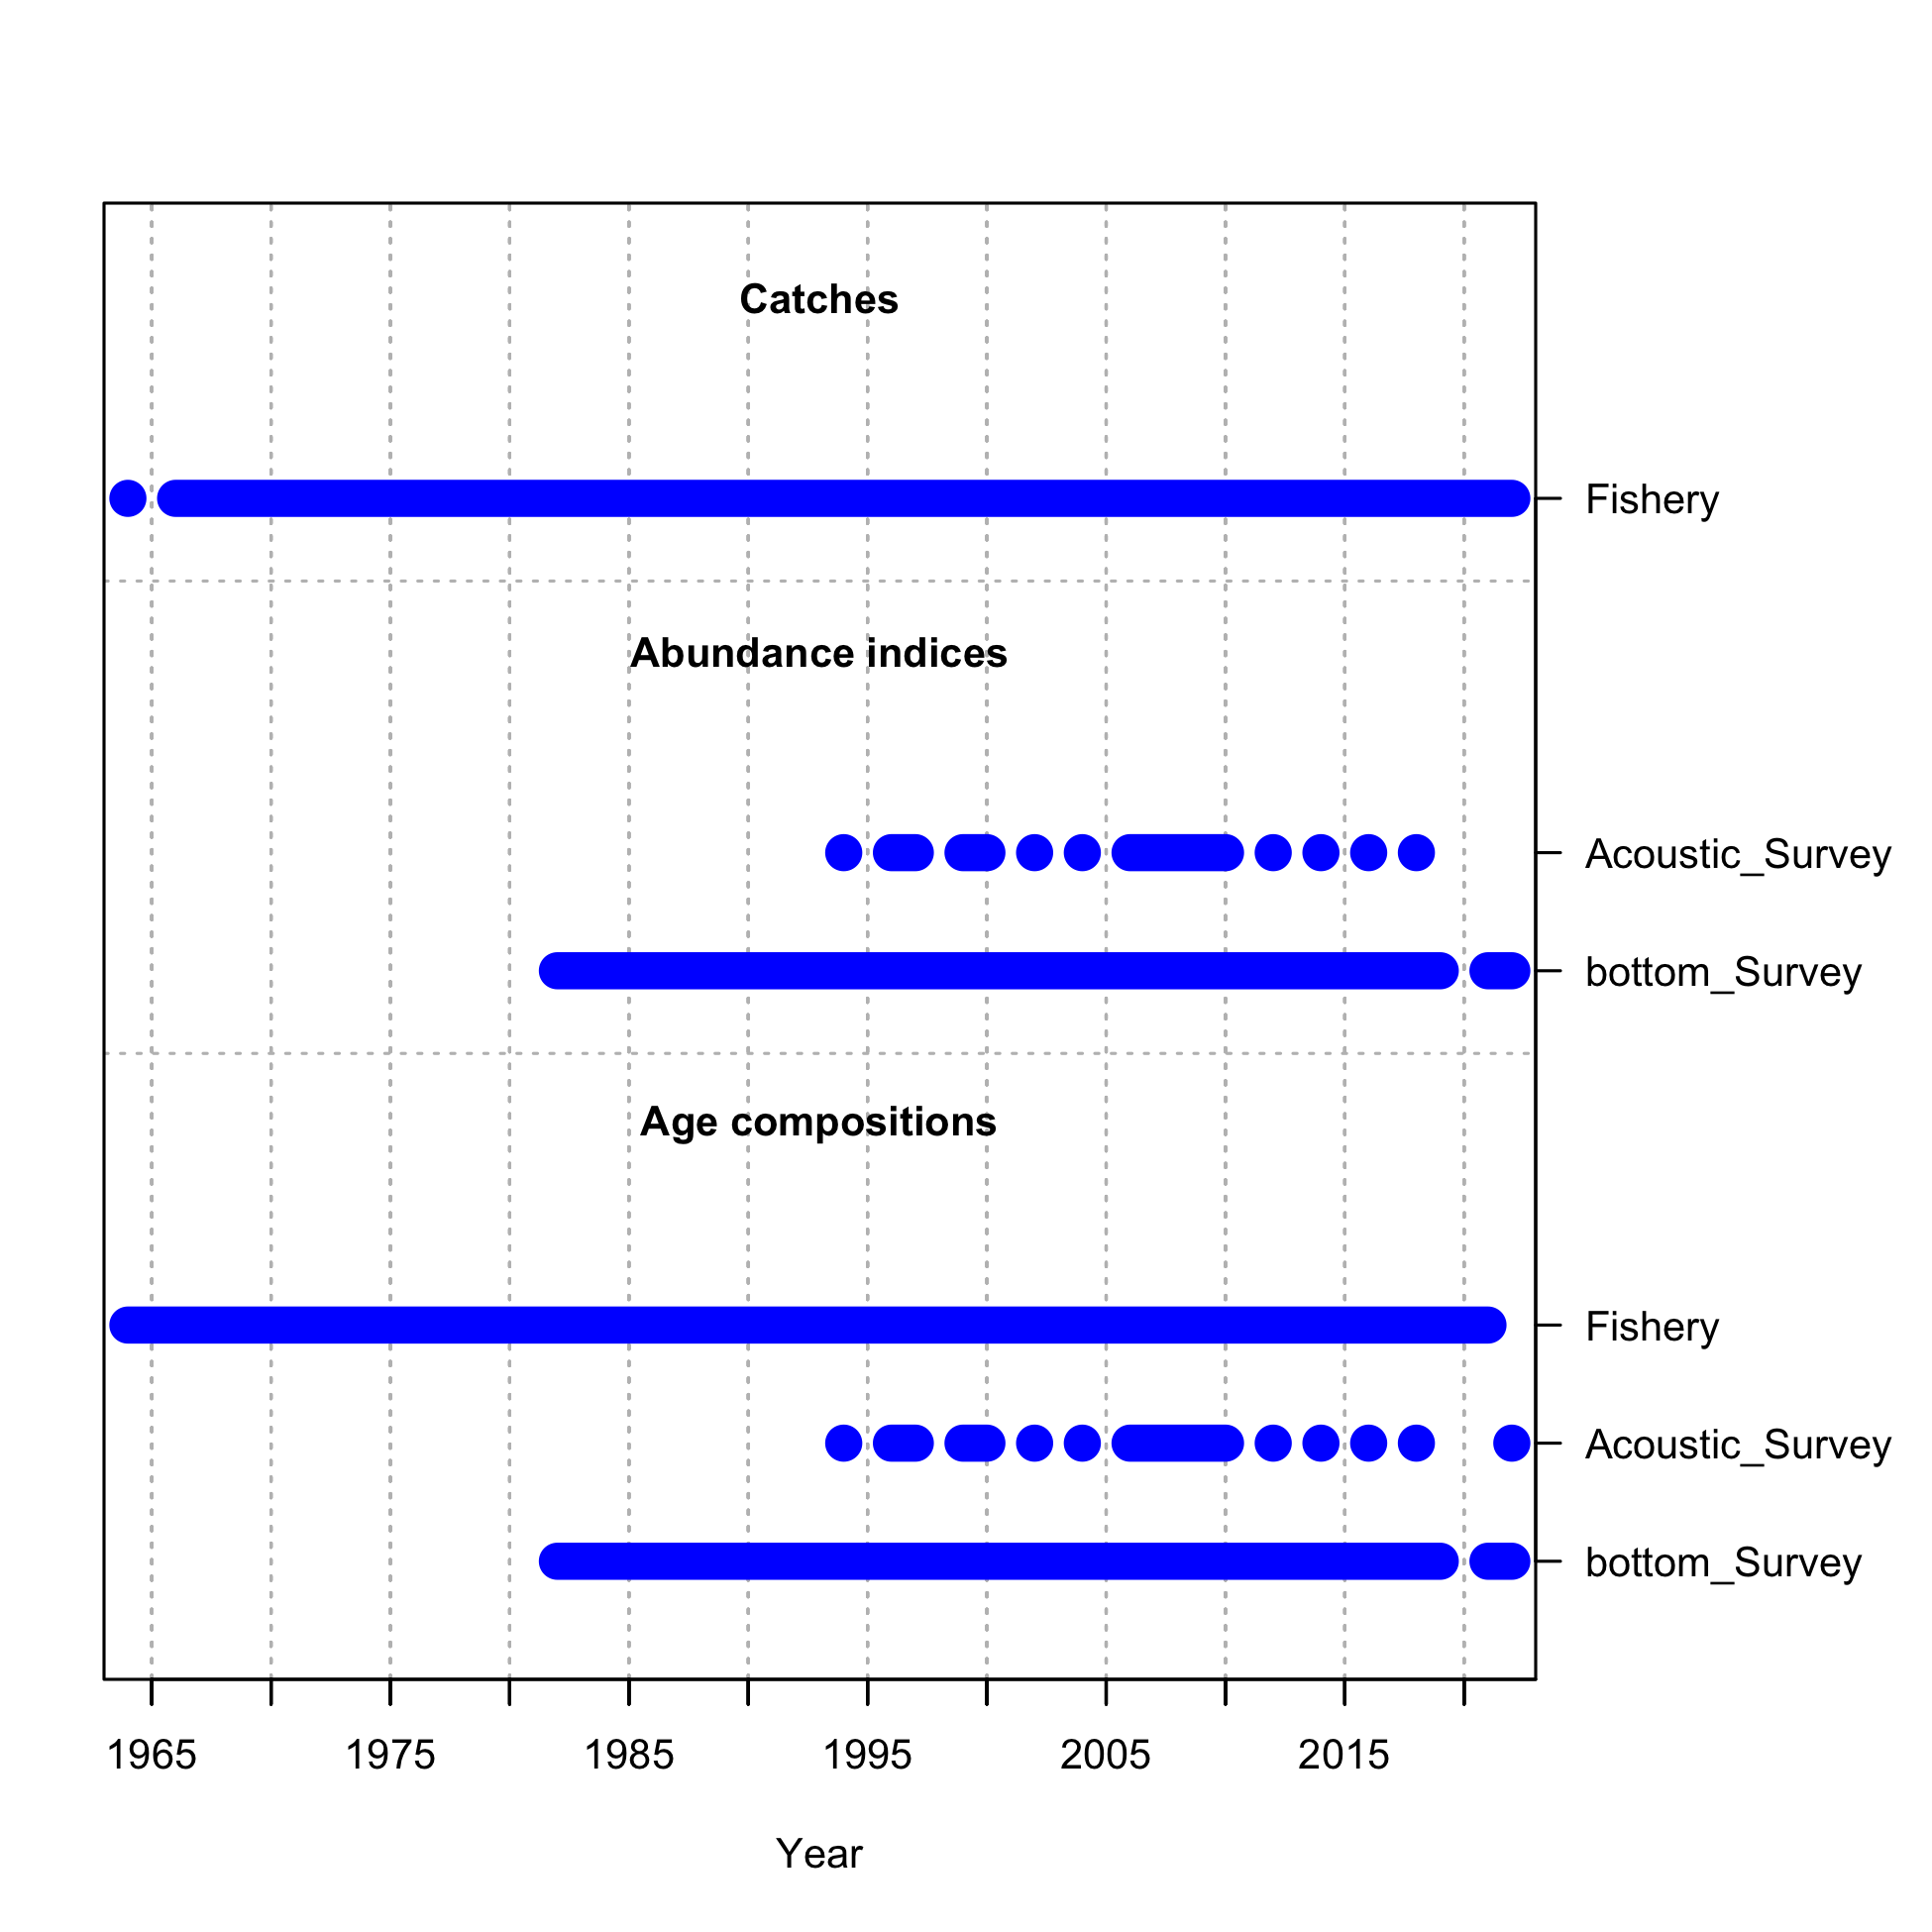 Catches
Fishery
Abundance indices
Acoustic_Survey
bottom_Survey
Age compositions
Fishery
Acoustic_Survey
bottom_Survey
1965 1975 1985 1995 2005 2015
Year